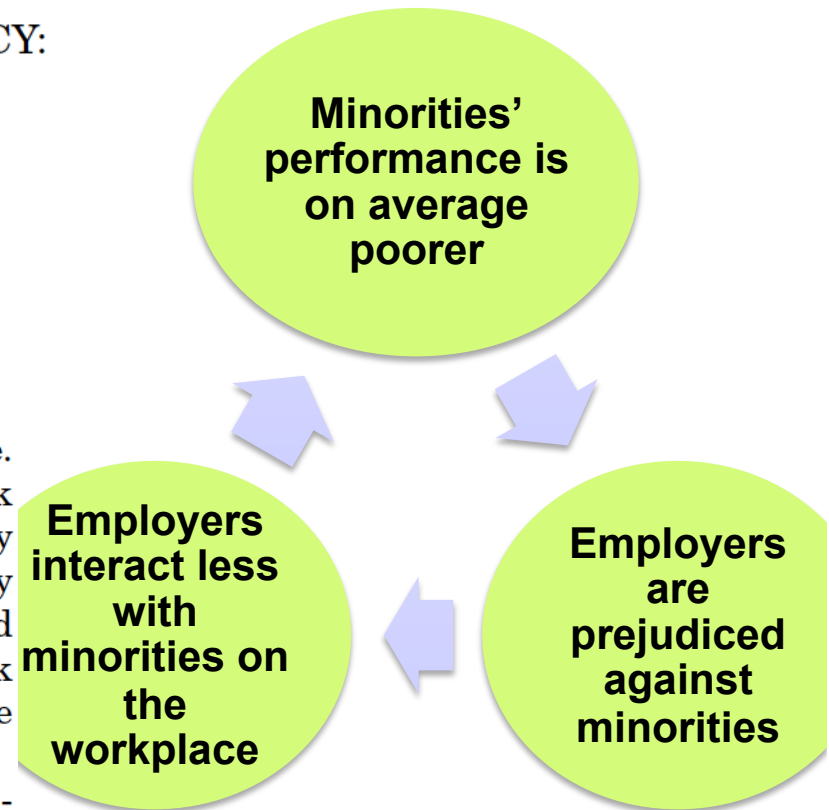 CY:
Minorities’
performance is
on average
poorer
e.
k
y
y
d
k
e
-
Employers
interact less
with
minorities on
the
workplace
Employers
are
prejudiced
against
minorities